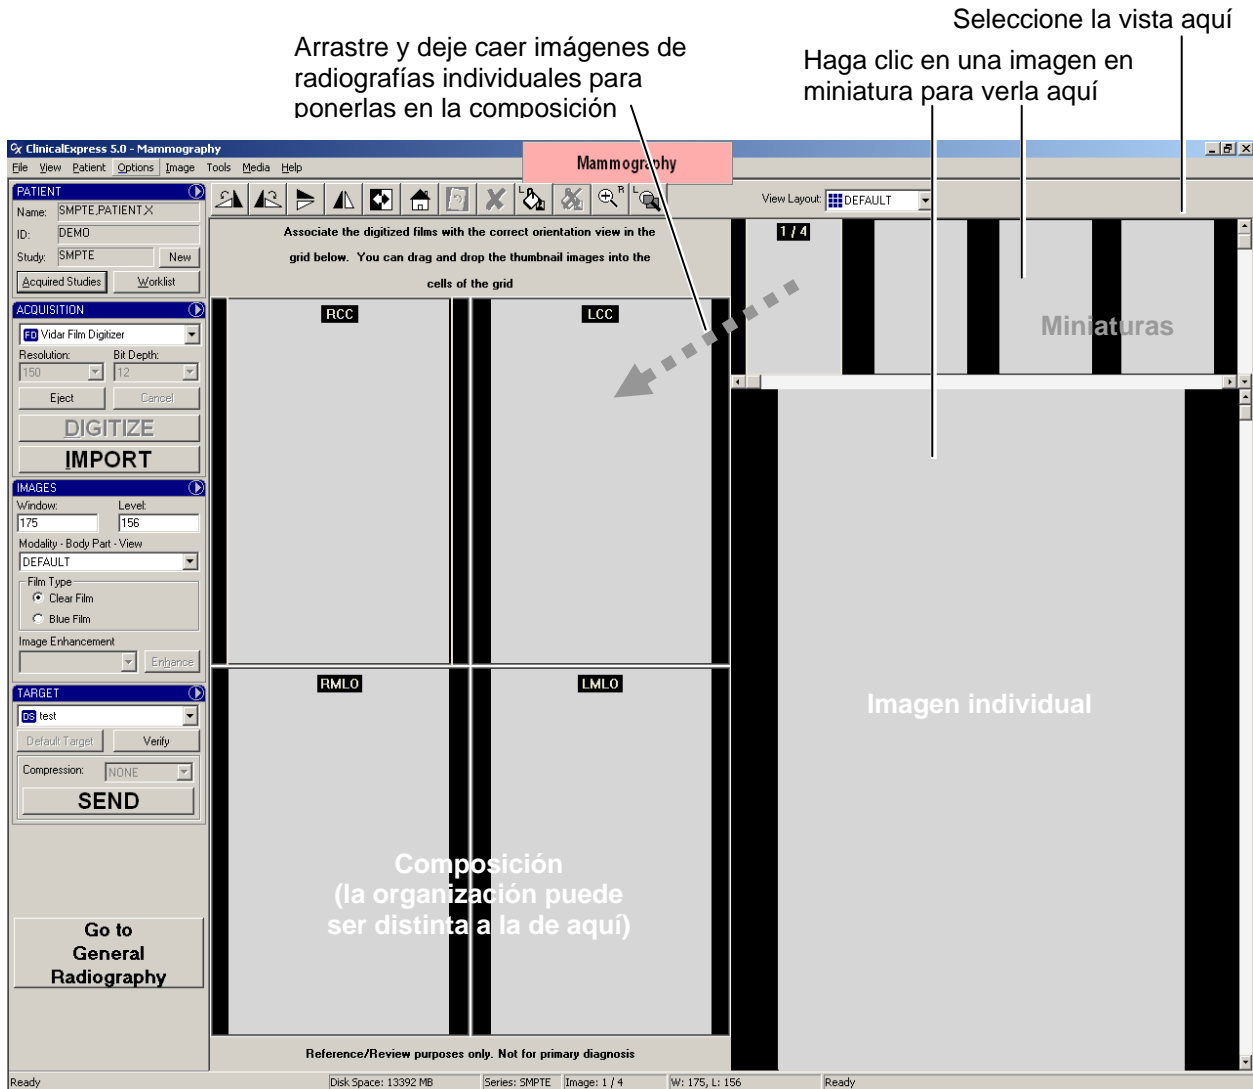 Seleccione la vista aquí
Arrastre y deje caer imágenes de
radiografías individuales para
ponerlas en la composición
Haga clic en una imagen en
miniatura para verla aquí
ClinicalExpress 5.0 - Mammography
File View Patient Options Image Tools Media Help
Mammography
PATIENT
Name: SMPTE,PATIENT,X
ID: DEMO
Study: SMPTE New
Acquired Studies Worklist
ACQUISITION
FD Vidar Film Digitizer
Resolution: Bit Depth:
150 12
Eject Cancel
DIGITIZE
IMPORT
IMAGES
Window: Level:
175 156
Modality - Body Part - View
DEFAULT
Film Type
Clear Film
Blue Film
Image Enhancement
Enhance
TARGET
DS test
Default Target Verify
Compression: NONE
SEND
Go to
General
Radiography
L R L
View Layout: DEFAULT
Associate the digitized films with the correct orientation view in the
grid below. You can drag and drop the thumbnail images into the
cells of the grid
RCC LCC
RMLO LMLO
Composición
(la organización puede
ser distinta a la de aquí)
Reference/Review purposes only. Not for primary diagnosis
1 / 4
Miniaturas
Imagen individual
Ready Disk Space: 13392 MB Series: SMPTE Image: 1 / 4 W: 175, L: 156 Ready